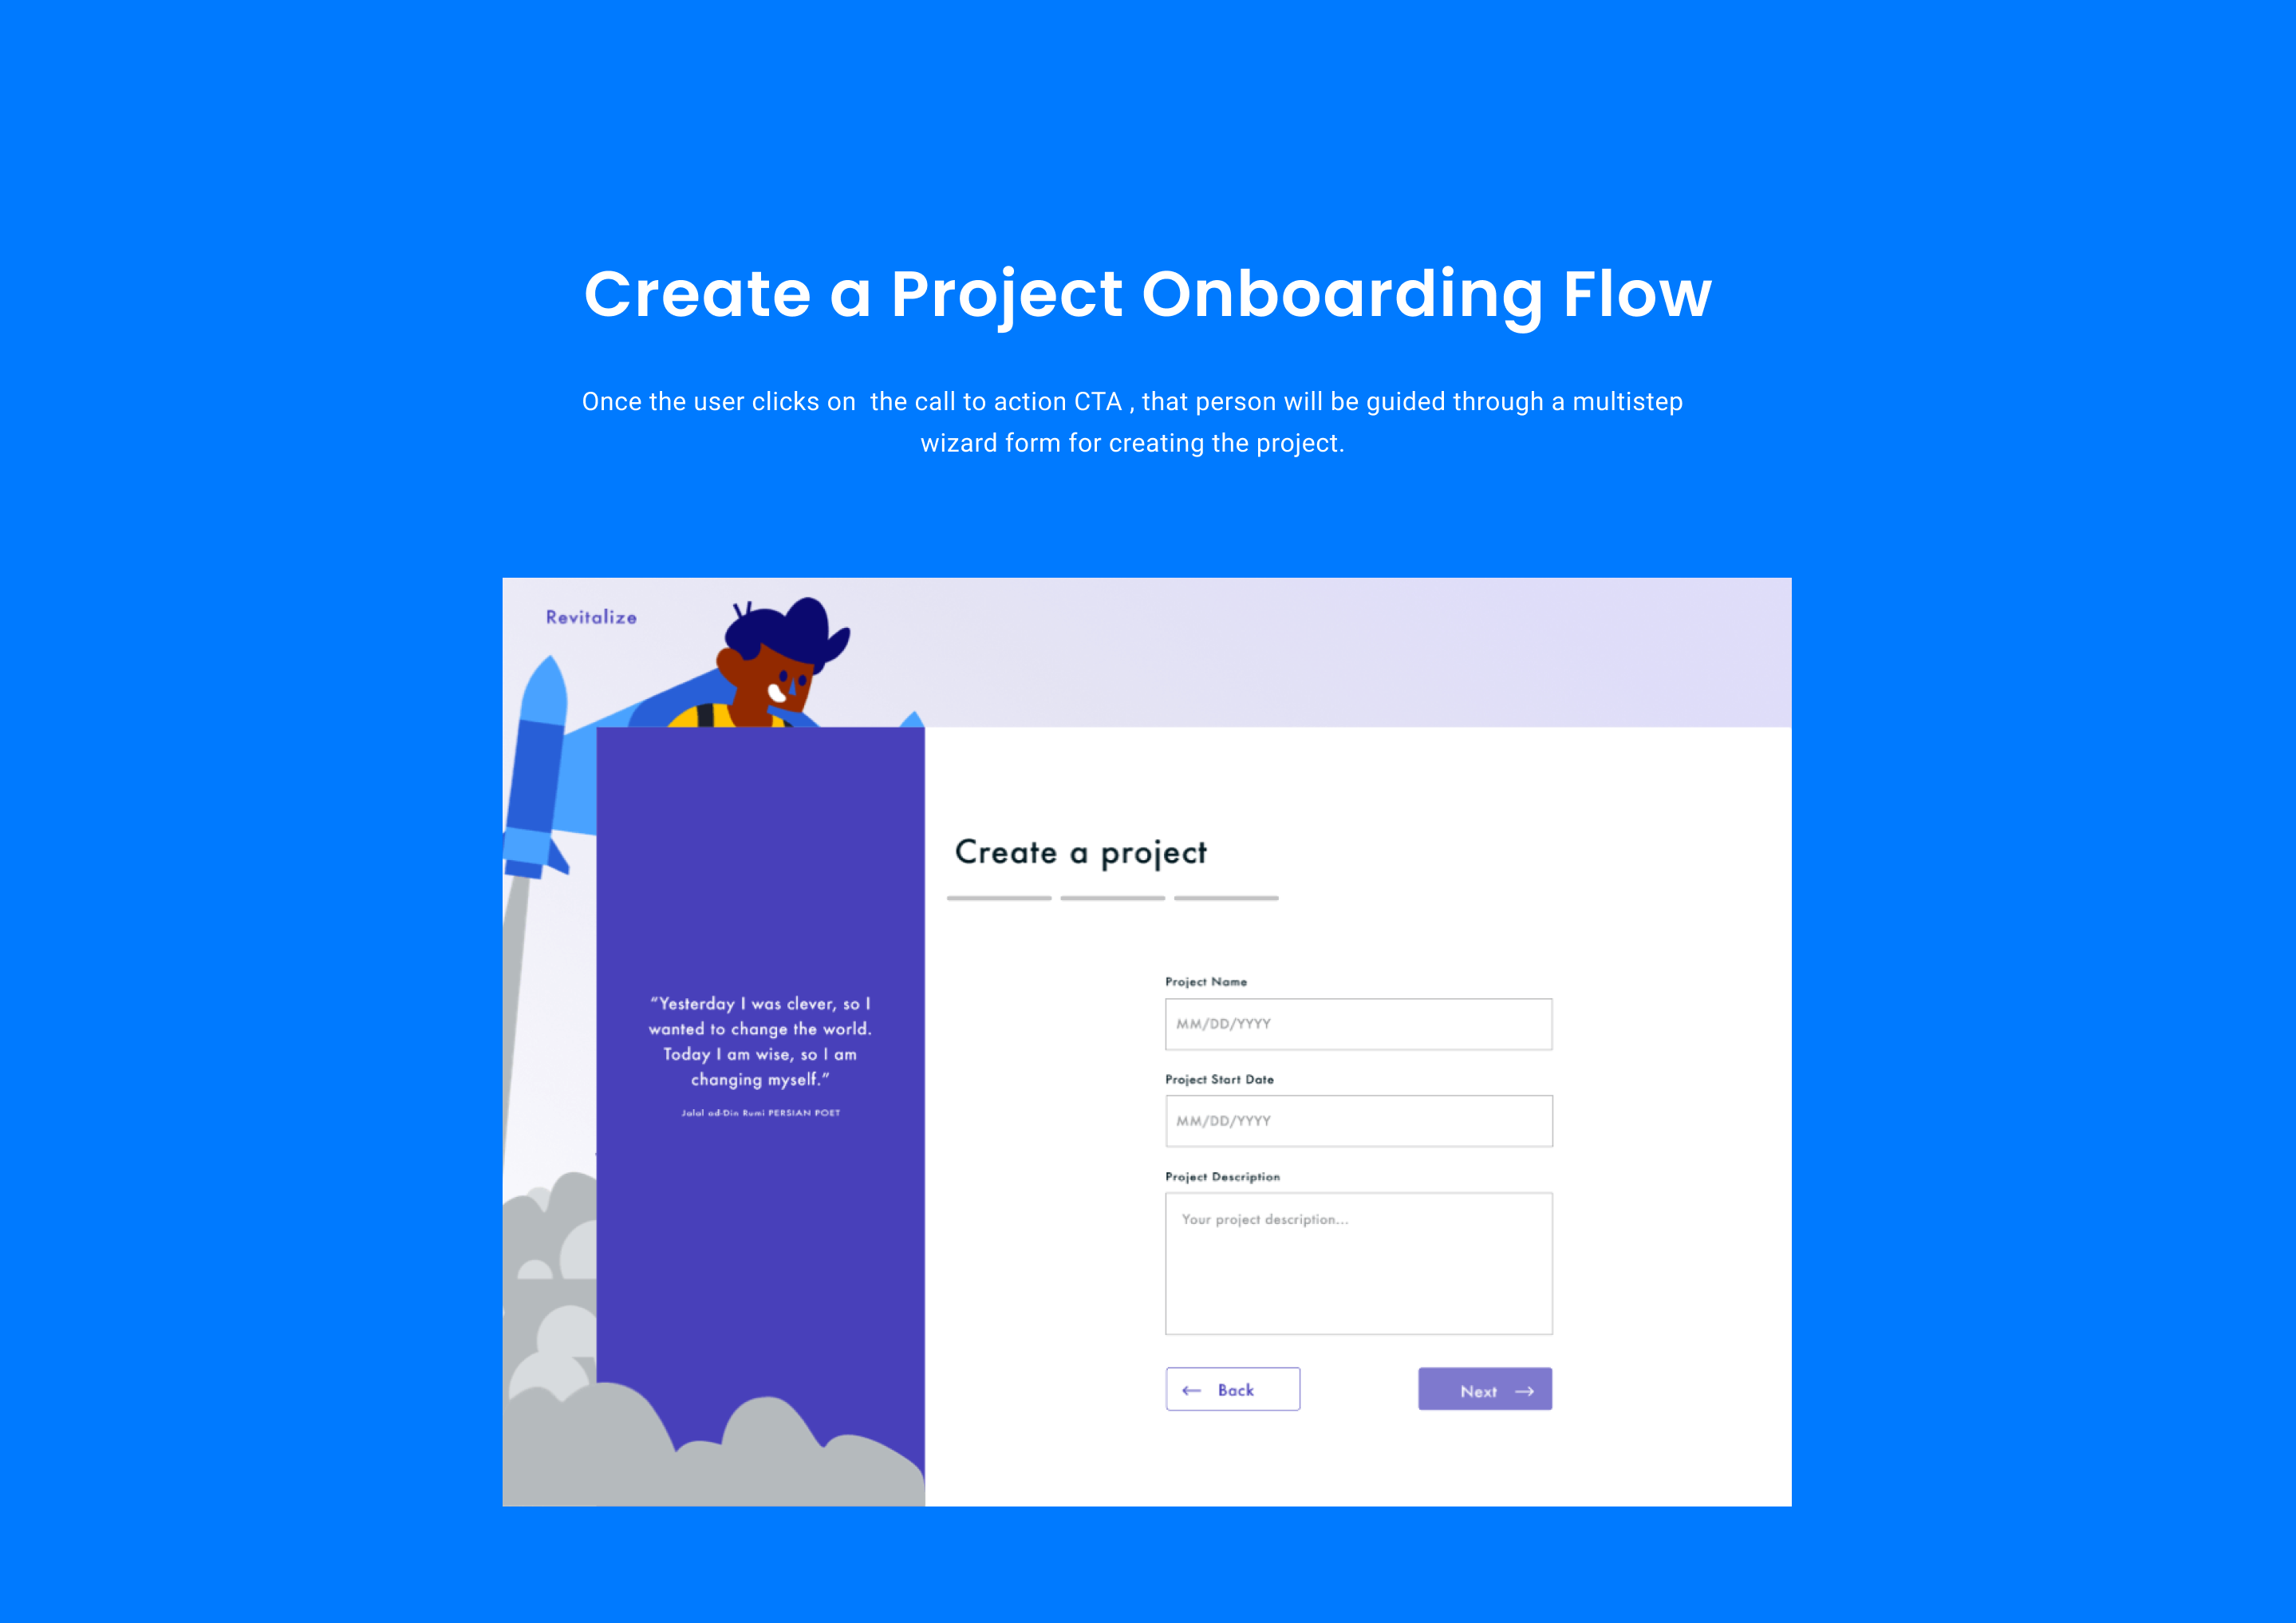 Create a Project Onboarding Flow
Once the user clicks on  the call to action CTA , that person will be guided through a multistep
wizard form for creating the project.
Revitalize
“Yesterday I was clever, so I
wanted to change the world.
Today I am wise, so I am
changing myself.”
Jalal ad-Din Rumi PERSIAN POET
Create a project
Project Name
MM/DD/YYYY
Project Start Date
MM/DD/YYYY
Project Description
Your project description...
← Back
Next →